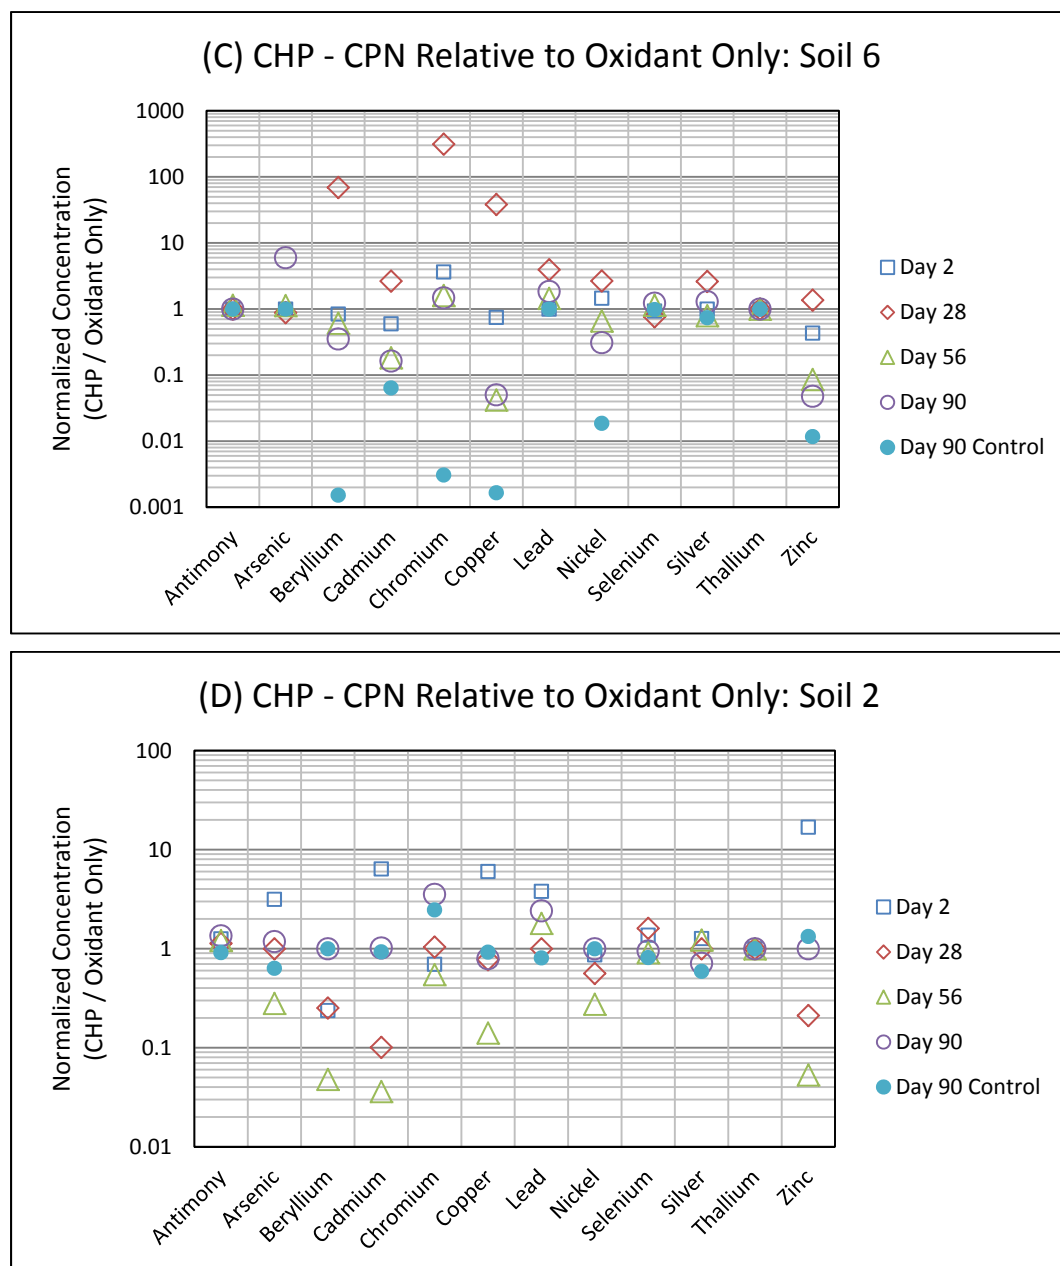 (C) CHP - CPN Relative to Oxidant Only: Soil 6
Normalized Concentration
(CHP / Oxidant Only)
1000
100
10
1
0.1
0.01
0.001
Antimony
Arsenic
Beryllium
Cadmium
Chromium
Copper
Lead
Nickel
Selenium
Silver
Thallium
Zinc
Day 2
Day 28
Day 56
Day 90
Day 90 Control
(D) CHP - CPN Relative to Oxidant Only: Soil 2
Normalized Concentration
(CHP / Oxidant Only)
100
10
1
0.1
0.01
Antimony
Arsenic
Beryllium
Cadmium
Chromium
Copper
Lead
Nickel
Selenium
Silver
Thallium
Zinc
Day 2
Day 28
Day 56
Day 90
Day 90 Control